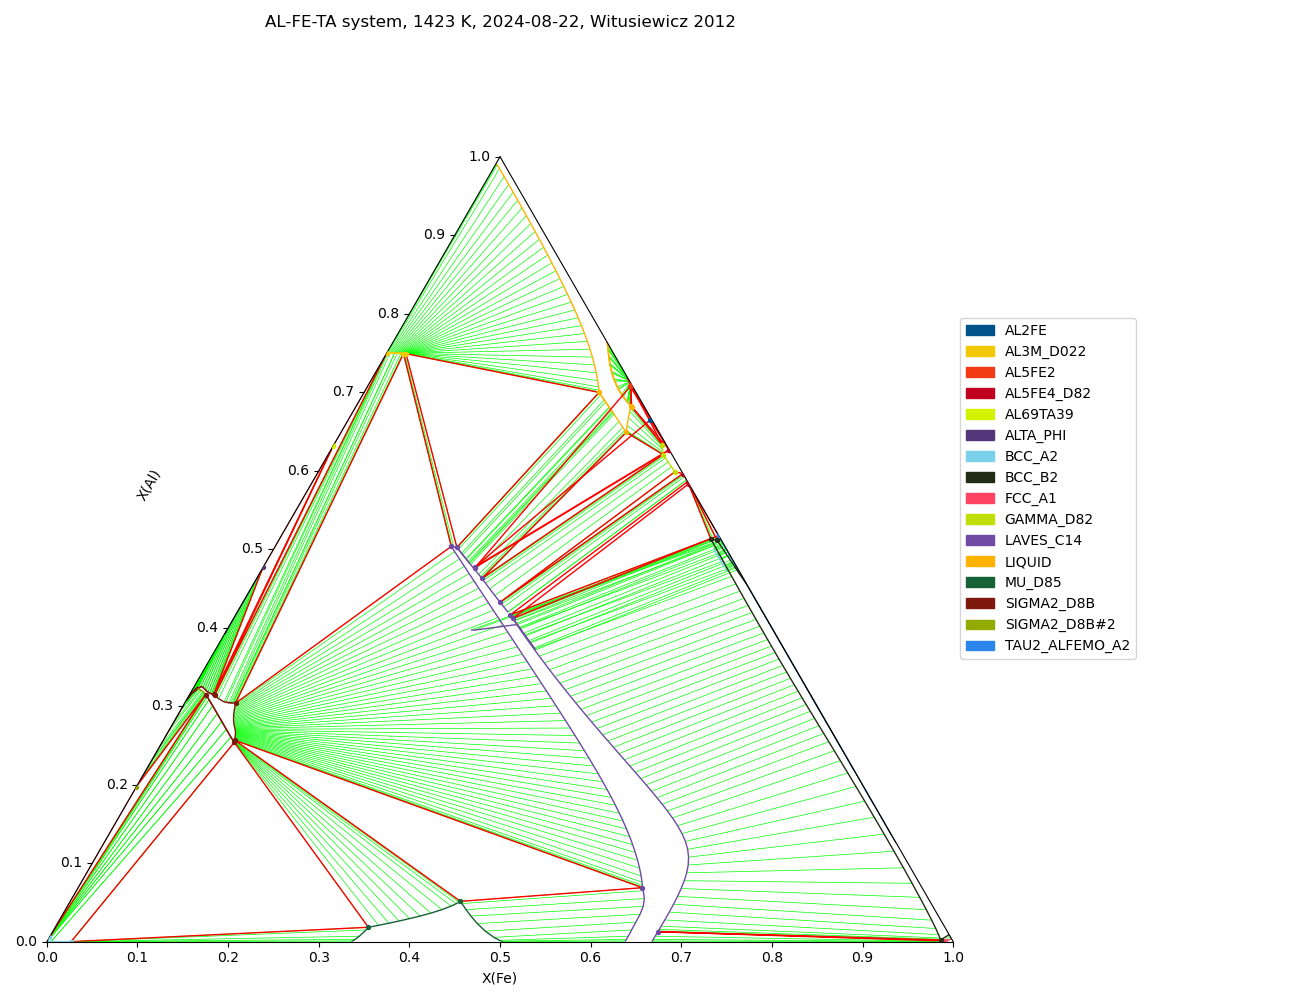 AL-FE-TA system, 1423 K, 2024-08-22, Witusiewicz 2012
1.0
0.9
0.8
0.7
0.6
0.5
0.4
0.3
0.2
0.1
0.0
X(Al)
0.0 0.1 0.2 0.3 0.4 0.5 0.6 0.7 0.8 0.9 1.0
X(Fe)
AL2FE
AL3M_D022
AL5FE2
AL5FE4_D82
AL69TA39
ALTA_PHI
BCC_A2
BCC_B2
FCC_A1
GAMMA_D82
LAVES_C14
LIQUID
MU_D85
SIGMA2_D8B
SIGMA2_D8B#2
TAU2_ALFEMO_A2